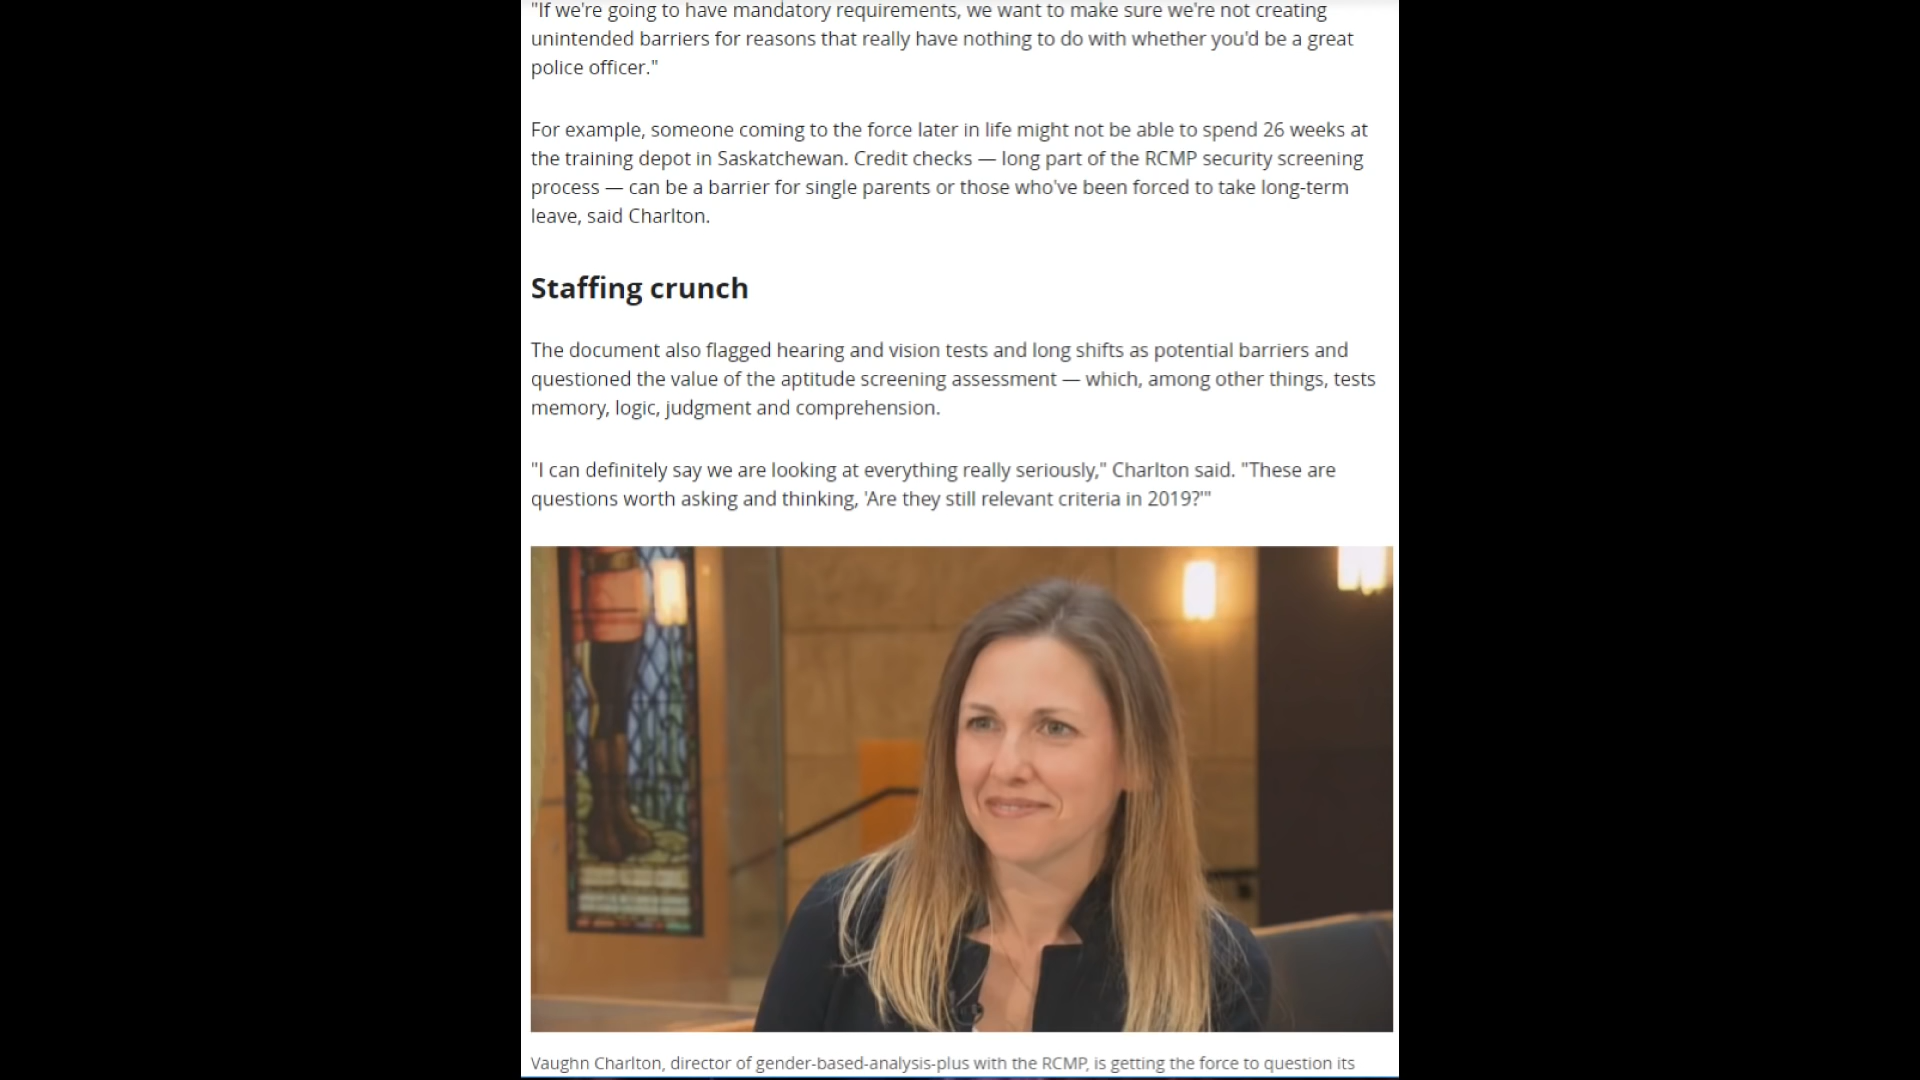 "If we're going to have mandatory requirements, we want to make sure we're not creating
unintended barriers for reasons that really have nothing to do with whether you'd be a great
police officer."
For example, someone coming to the force later in life might not be able to spend 26 weeks at
the training depot in Saskatchewan. Credit checks — long part of the RCMP security screening
process — can be a barrier for single parents or those who've been forced to take long-term
leave, said Charlton.
Staffing crunch
The document also flagged hearing and vision tests and long shifts as potential barriers and
questioned the value of the aptitude screening assessment — which, among other things, tests
memory, logic, judgment and comprehension.
"I can definitely say we are looking at everything really seriously," Charlton said. "These are
questions worth asking and thinking, 'Are they still relevant criteria in 2019?'"
Vaughn Charlton, director of gender-based-analysis-plus with the RCMP, is getting the force to question its